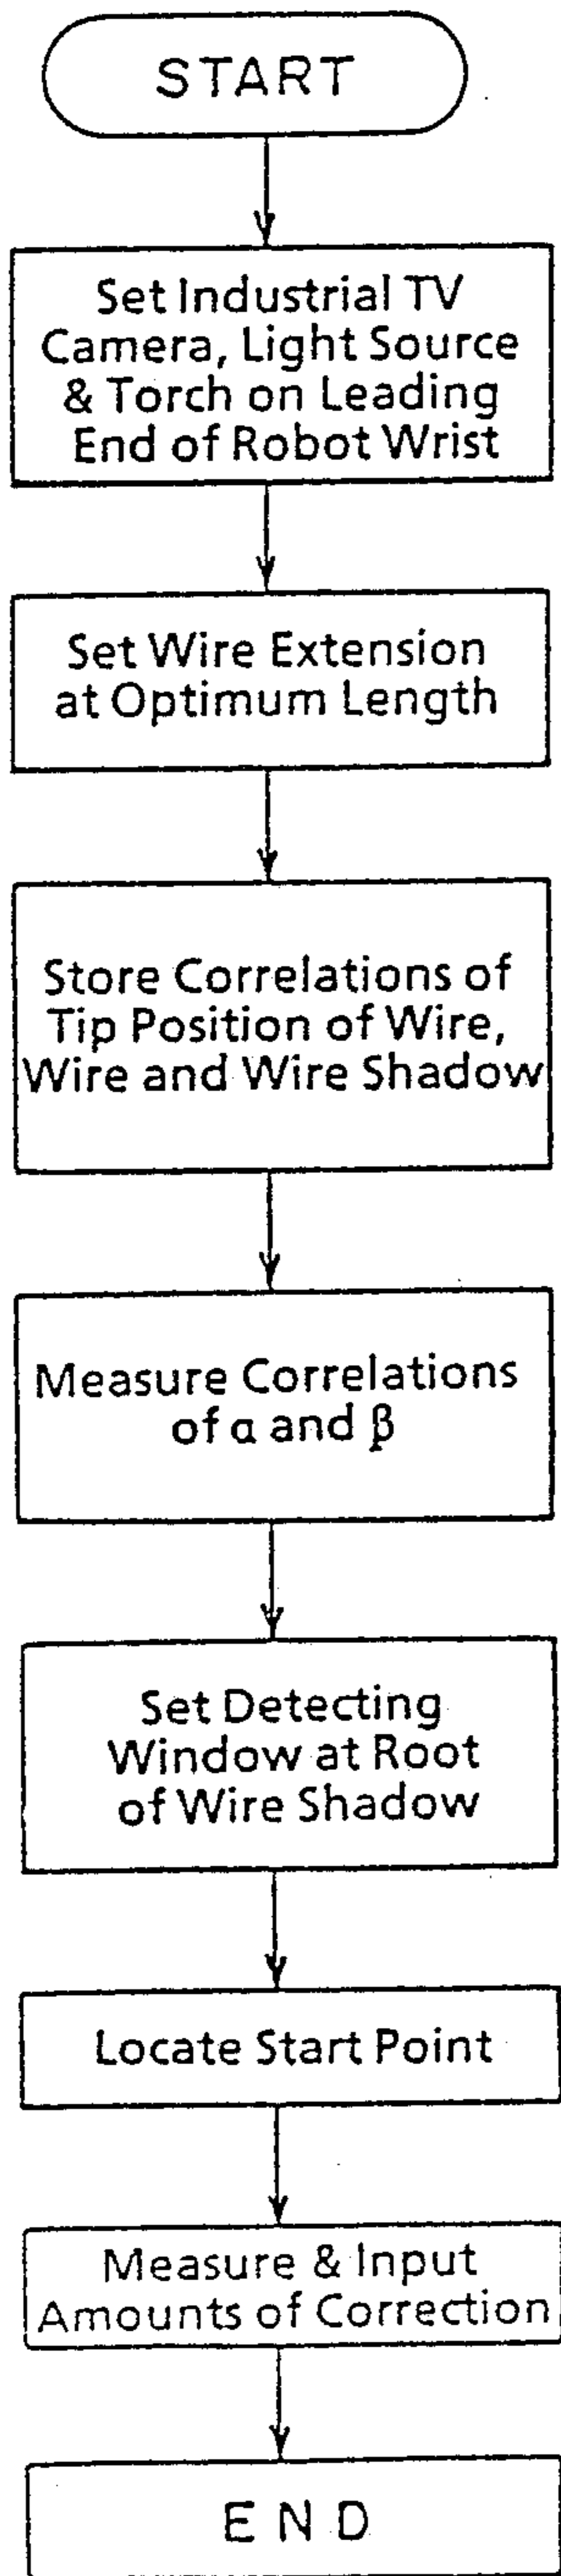 START
Set Industrial TV
Camera, Light Source
& Torch on Leading
End of Robot Wrist
Set Wire Extension
at Optimum Length
Store Correlations of
Tip Position of Wire,
Wire and Wire Shadow
Measure Correlations
of α and β
Set Detecting
Window at Root
of Wire Shadow
Locate Start Point
Measure & Input
Amounts of Correction
END